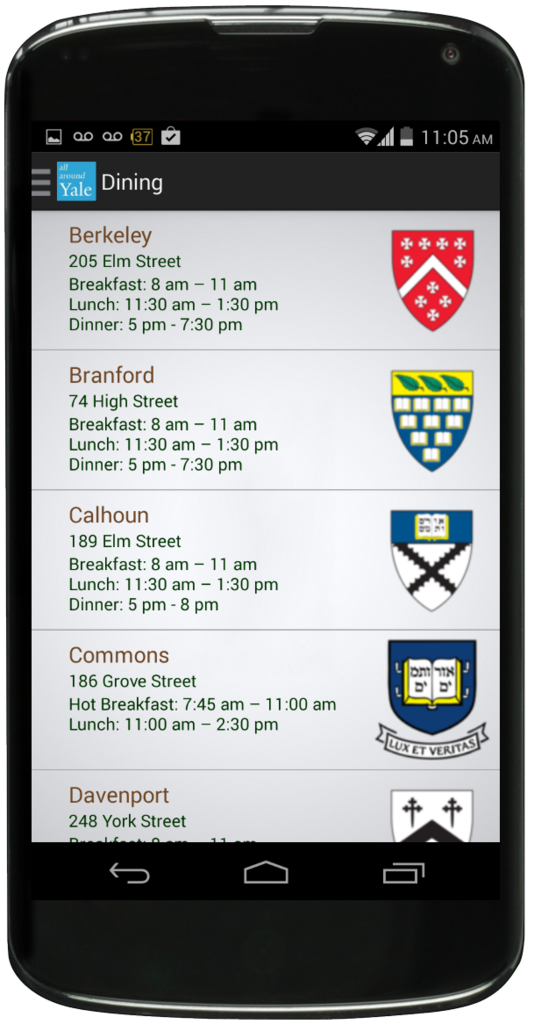 37
11:05 AM
all
around
Yale
Dining
Berkeley
205 Elm Street
Breakfast: 8 am – 11 am
Lunch: 11:30 am – 1:30 pm
Dinner: 5 pm - 7:30 pm
Branford
74 High Street
Breakfast: 8 am – 11 am
Lunch: 11:30 am – 1:30 pm
Dinner: 5 pm - 7:30 pm
Calhoun
189 Elm Street
Breakfast: 8 am – 11 am
Lunch: 11:30 am – 1:30 pm
Dinner: 5 pm - 8 pm
Commons
186 Grove Street
Hot Breakfast: 7:45 am – 11:00 am
Lunch: 11:00 am – 2:30 pm
אורים
ותמים
LUX ET VERITAS
Davenport
248 York Street
Breakfast: 8 am – 11 am